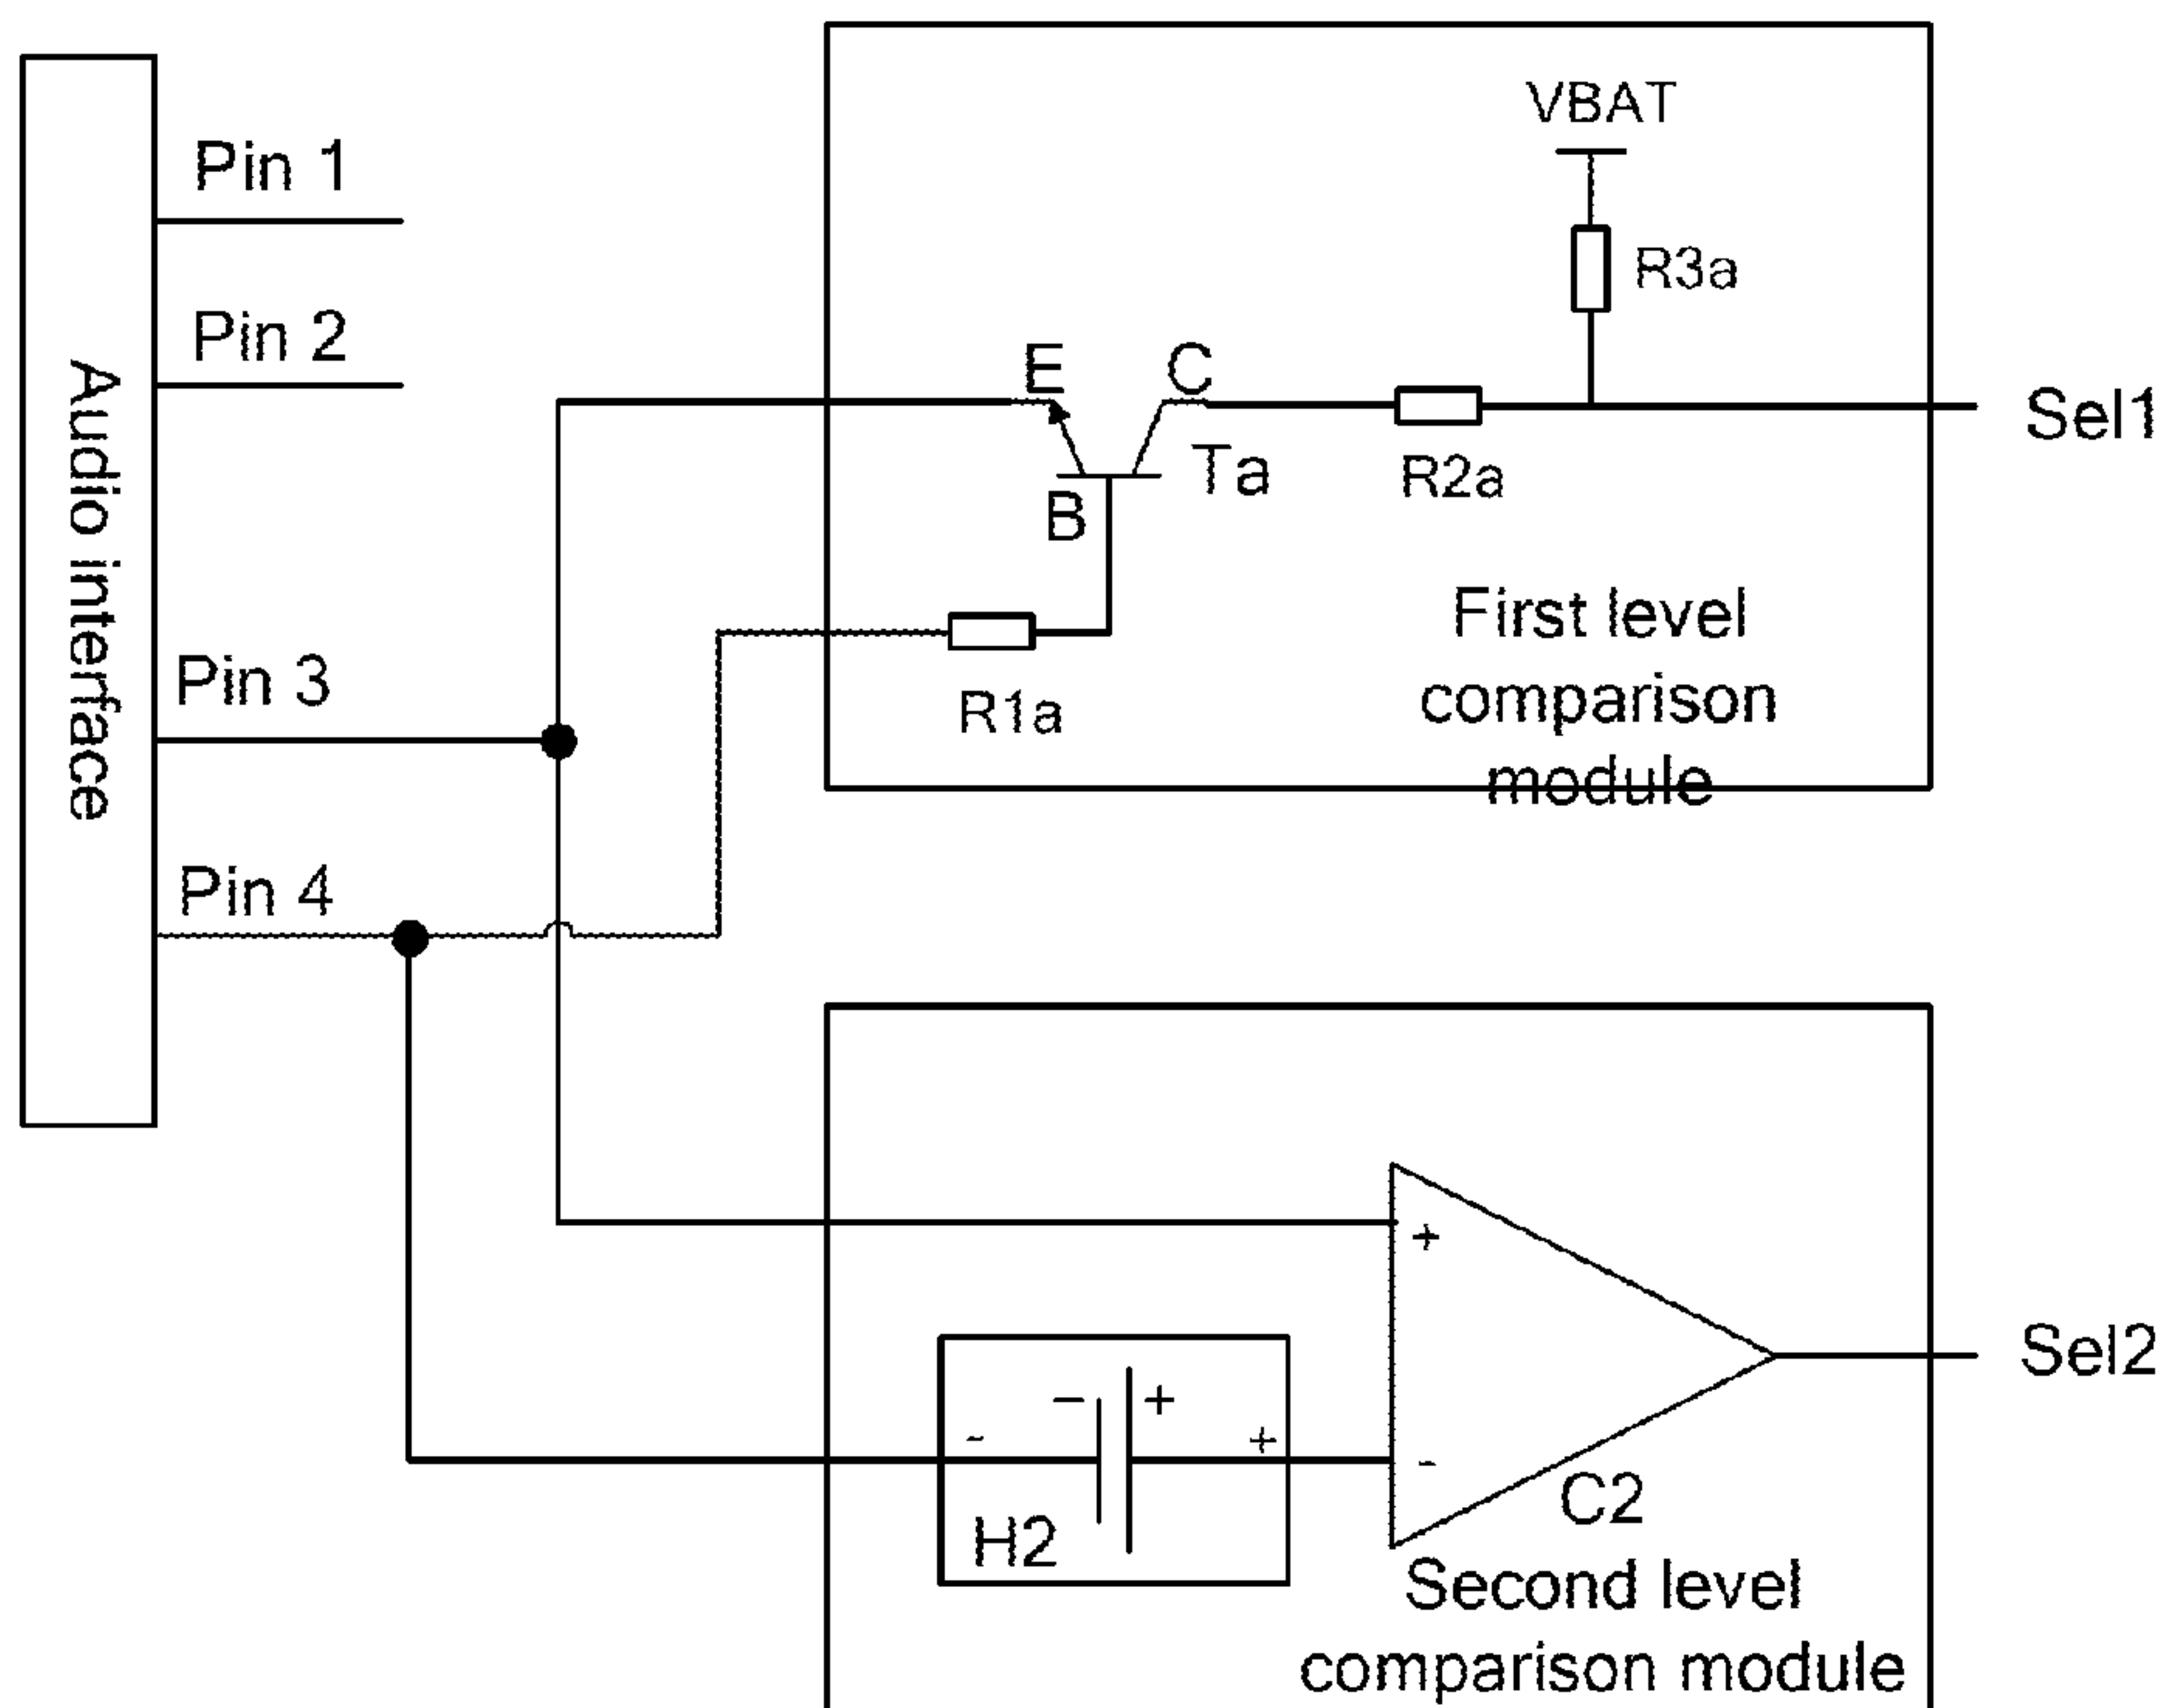 Audio interface
Pin 1
Pin 2
Pin 3
Pin 4
VBAT
R3a
E
C
B
Ta
R2a
R1a
Sel1
First level
comparison
module
+
-
- +
- +
H2
C2
Sel2
Second level
comparison module